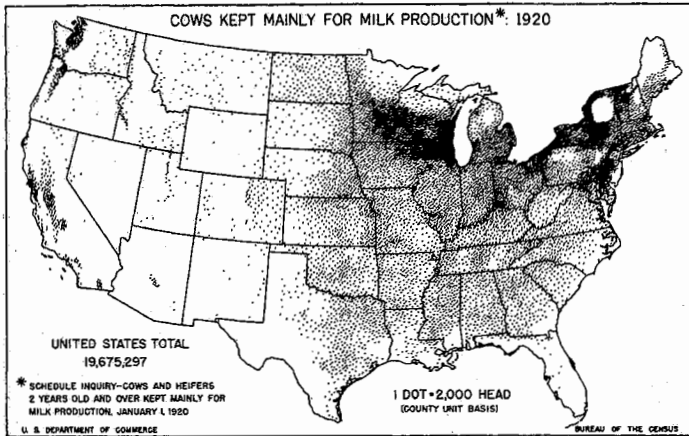 COWS KEPT MAINLY FOR MILK PRODUCTION*: 1920
UNITED STATES TOTAL
19,675,297
* SCHEDULE INQUIRY-COWS AND HEIFERS
2 YEARS OLD AND OVER KEPT MAINLY FOR
MILK PRODUCTION, JANUARY 1, 1920
1 DOT=2,000 HEAD
(COUNTY UNIT BASIS)
U. S. DEPARTMENT OF COMMERCE
BUREAU OF THE CENSUS